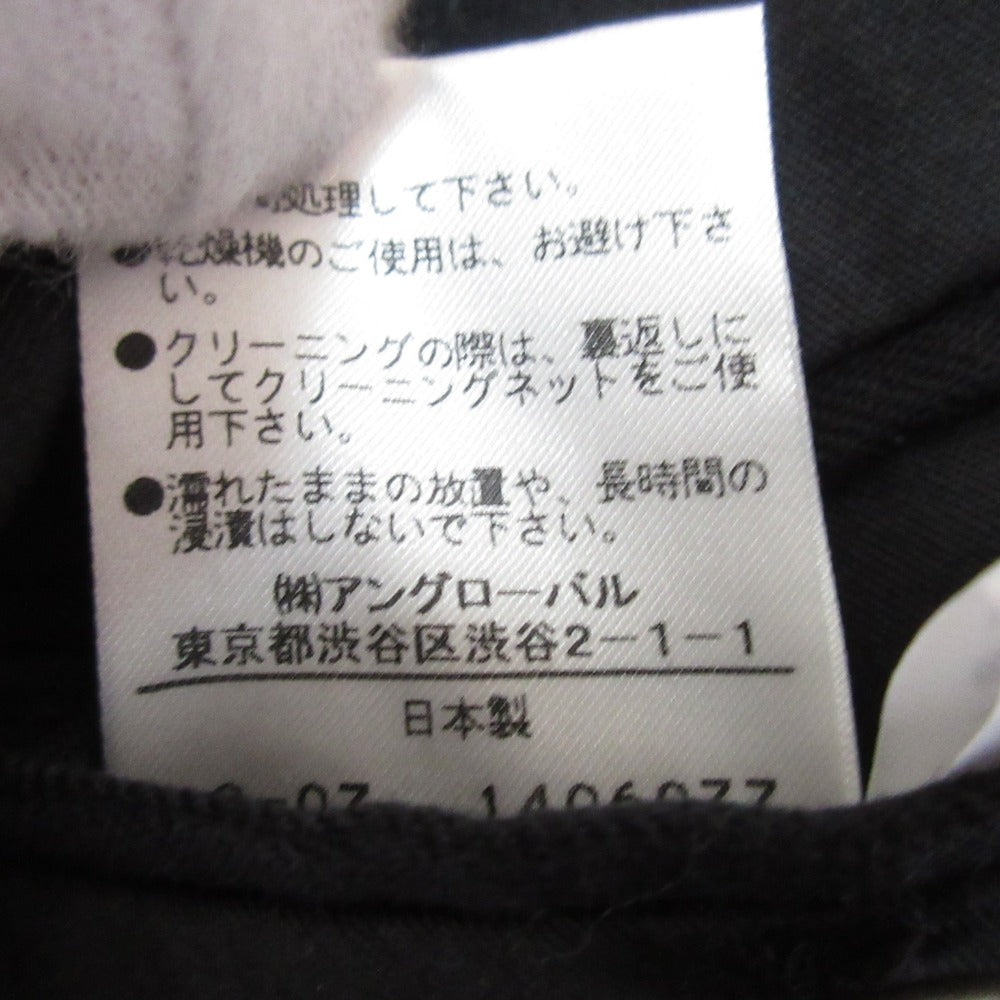 処理して下さい。
乾燥機のご使用は、お避け下さ
い。
●クリーニングの際は、裏返しに
してクリーニングネットをご使
用下さい。
●濡れたままの放置や、長時間の
浸漬はしないで下さい。
㈱アングローバル
東京都渋谷区渋谷2-1-1
日本製